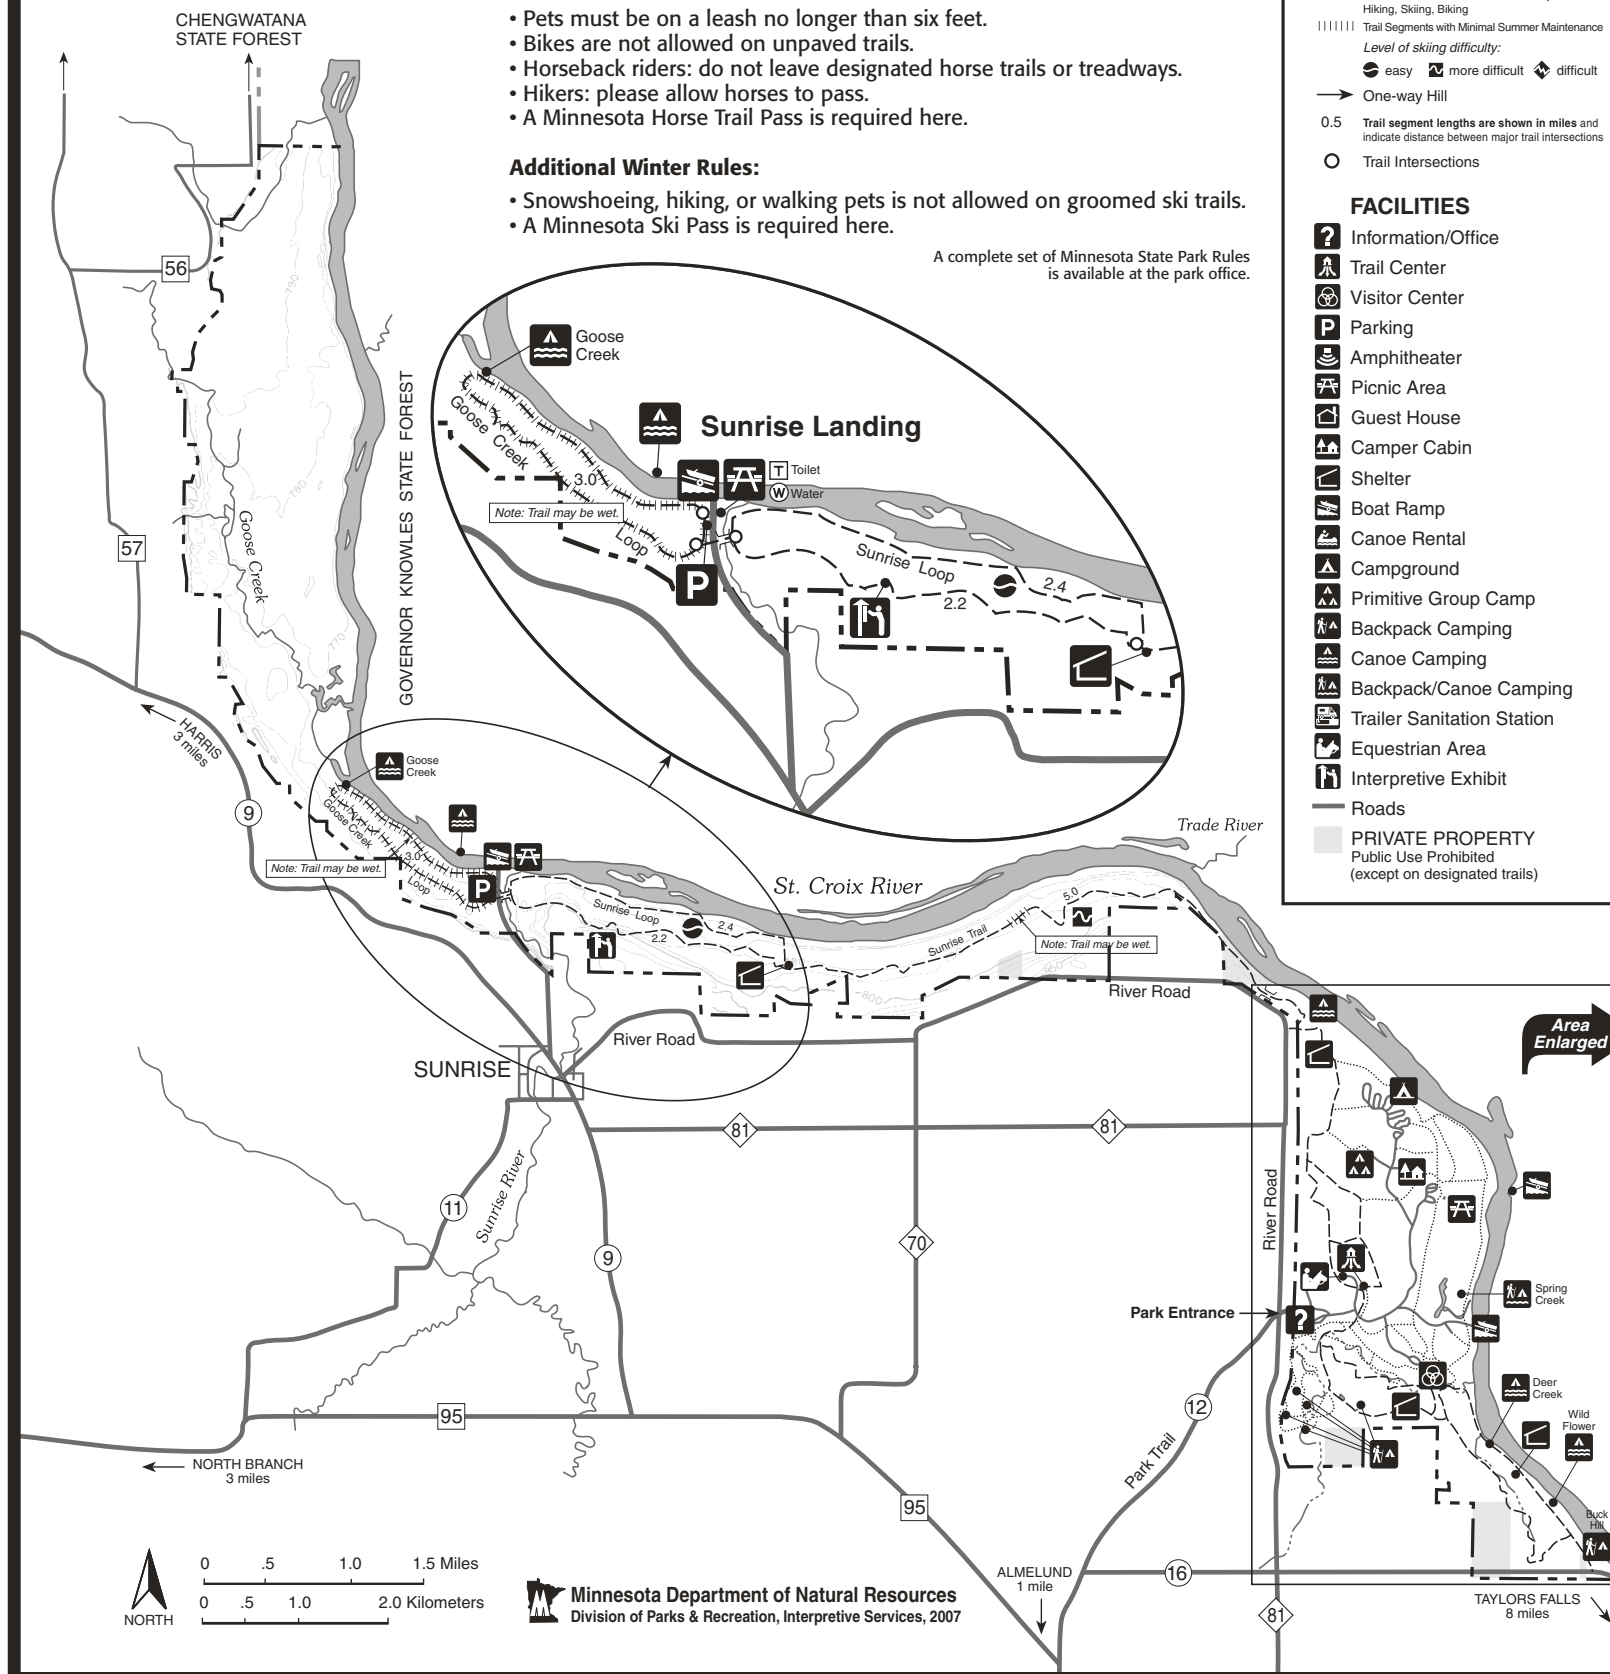 CHENGWATANA
STATE FOREST
• Pets must be on a leash no longer than six feet.
• Bikes are not allowed on unpaved trails.
• Horseback riders: do not leave designated horse trails or treadways.
• Hikers: please allow horses to pass.
• A Minnesota Horse Trail Pass is required here.
Additional Winter Rules:
• Snowshoeing, hiking, or walking pets is not allowed on groomed ski trails.
• A Minnesota Ski Pass is required here.
A complete set of Minnesota State Park Rules
is available at the park office.
Hiking, Skiing, Biking
Trail Segments with Minimal Summer Maintenance
Level of skiing difficulty:
easy
more difficult
difficult
One-way Hill
0.5
Trail segment lengths are shown in miles and
indicate distance between major trail intersections
Trail Intersections
FACILITIES
? Information/Office
Trail Center
Visitor Center
P Parking
Amphitheater
Picnic Area
Guest House
Camper Cabin
Shelter
Boat Ramp
Canoe Rental
Campground
Primitive Group Camp
Backpack Camping
Canoe Camping
Backpack/Canoe Camping
Trailer Sanitation Station
Equestrian Area
Interpretive Exhibit
Roads
PRIVATE PROPERTY
Public Use Prohibited
(except on designated trails)
56
790
57
780
Goose Creek
770
GOVERNOR KNOWLES STATE FOREST
HARRIS
3 miles
9
Goose
Creek
Goose Creek
3.0
Loop
Note: Trail may be wet.
Sunrise Landing
T Toilet
W Water
P
Sunrise Loop
2.4
2.2
Goose
Creek
Goose Creek
3.0
Loop
Note: Trail may be wet.
P
Sunrise Loop
2.4
2.2
St. Croix River
Trade River
Sunrise Trail
5.0
Note: Trail may be wet.
800
850
River Road
River Road
SUNRISE
Area
Enlarged
81
81
11
Sunrise River
9
70
River Road
Park Entrance
?
Spring
Creek
12
Park Trail
Deer
Creek
Wild
Flower
Buck
Hill
95
NORTH BRANCH
3 miles
95
ALMELUND
1 mile
16
81
TAYLORS FALLS
8 miles
NORTH
0 .5 1.0 1.5 Miles
0 .5 1.0 2.0 Kilometers
Minnesota Department of Natural Resources
Division of Parks & Recreation, Interpretive Services, 2007